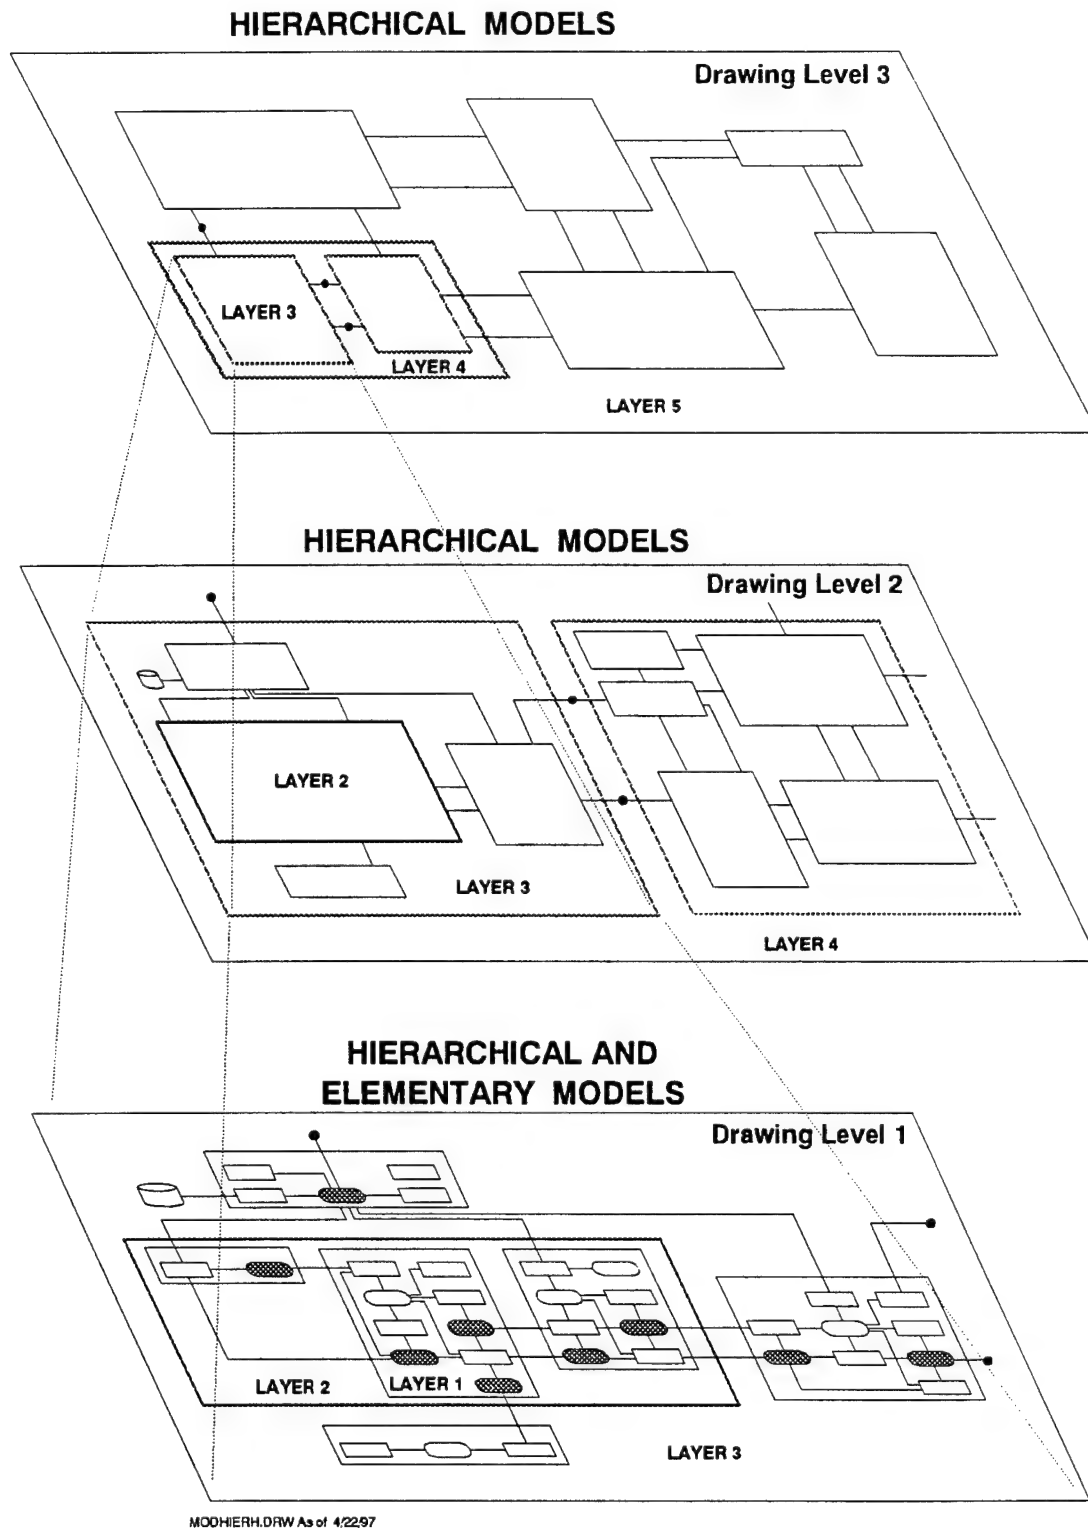 HIERARCHICAL MODELS
Drawing Level 3
LAYER 3
LAYER 4
LAYER 5
HIERARCHICAL MODELS
Drawing Level 2
LAYER 2
LAYER 3
LAYER 4
HIERARCHICAL AND
ELEMENTARY MODELS
Drawing Level 1
LAYER 2
LAYER 1
LAYER 3
MODHIERH.DRW As of 4/22/97